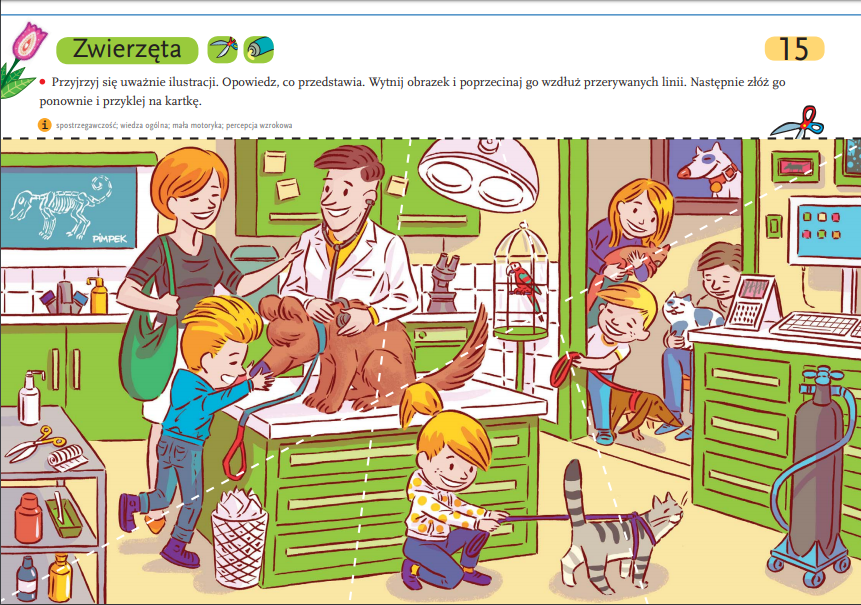 Zwierzęta
15
• Przyjrzyj się uważnie ilustracji. Opowiedz, co przedstawia. Wytnij obrazek i poprzecinaj go wzdłuż przerywanych linii. Następnie złóż go
ponownie i przyklej na kartkę.
i spostrzegawczość; wiedza ogólna; mała motoryka; percepcja wzrokowa
PiMPEK